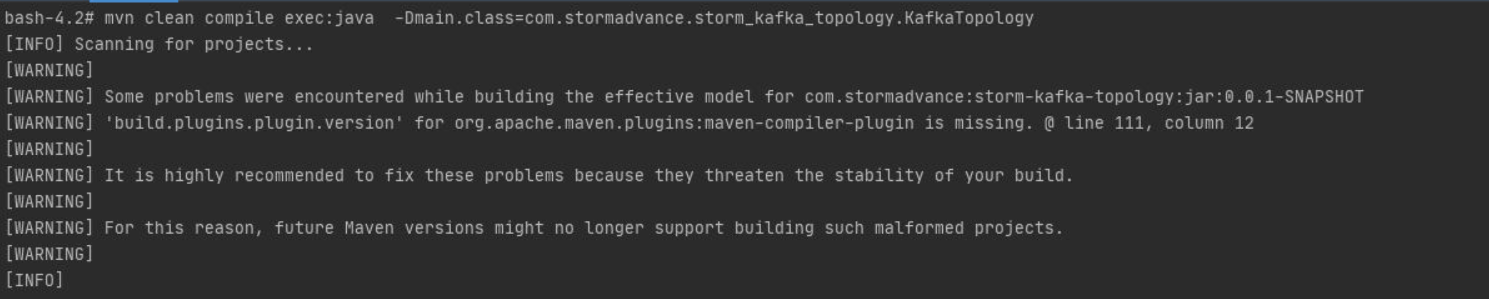 bash-4.2# mvn clean compile exec:java  -Dmain.class=com.stormadvance.storm_kafka_topology.KafkaTopology
[INFO] Scanning for projects...
[WARNING]
[WARNING] Some problems were encountered while building the effective model for com.stormadvance:storm-kafka-topology:jar:0.0.1-SNAPSHOT
[WARNING] 'build.plugins.plugin.version' for org.apache.maven.plugins:maven-compiler-plugin is missing. @ line 111, column 12
[WARNING]
[WARNING] It is highly recommended to fix these problems because they threaten the stability of your build.
[WARNING]
[WARNING] For this reason, future Maven versions might no longer support building such malformed projects.
[WARNING]
[INFO]